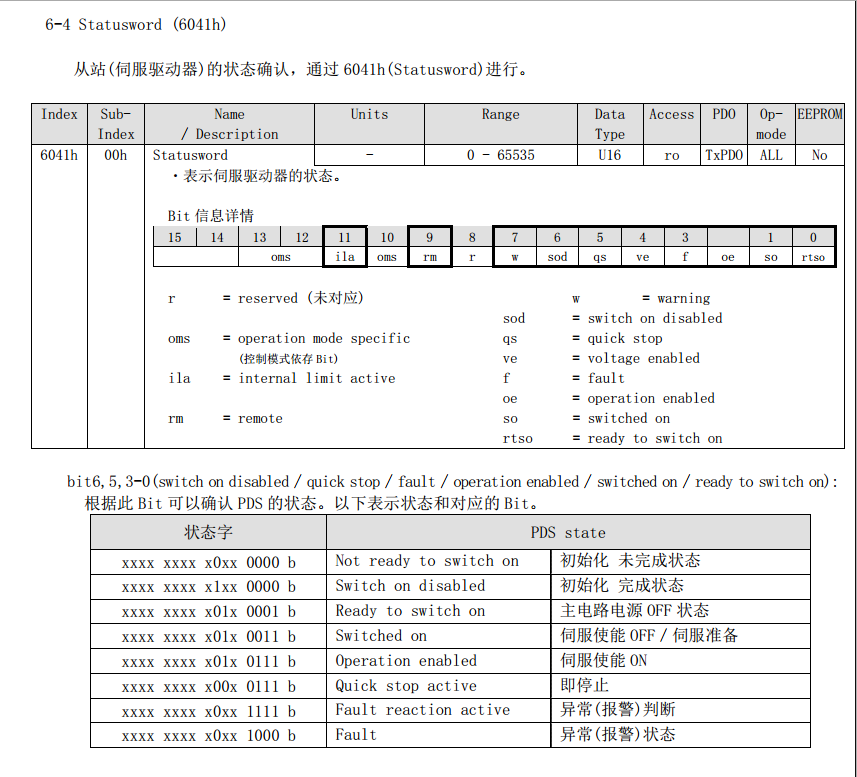 6-4 Statusword (6041h)
从站(伺服驱动器)的状态确认，通过 6041h(Statusword)进行。
Index Sub-Index Name / Description Units Range Data Type Access PDO Op-mode EEPROM
6041h 00h Statusword - 0 - 65535 U16 ro TxPDO ALL No
・表示伺服驱动器的状态。
Bit 信息详情
15 14 13 12 11 10 9 8 7 6 5 4 3 1 0
oms ila oms rm r w sod qs ve f oe so rtso
r = reserved (未对应) w = warning
sod = switch on disabled
oms = operation mode specific qs = quick stop
(控制模式依存 Bit) ve = voltage enabled
ila = internal limit active f = fault
oe = operation enabled
rm = remote so = switched on
rtso = ready to switch on
bit6,5,3-0(switch on disabled / quick stop / fault / operation enabled / switched on / ready to switch on):
根据此 Bit 可以确认 PDS 的状态。以下表示状态和对应的 Bit。
状态字 PDS state
xxxx xxxx x0xx 0000 b Not ready to switch on 初始化 未完成状态
xxxx xxxx x1xx 0000 b Switch on disabled 初始化 完成状态
xxxx xxxx x01x 0001 b Ready to switch on 主电路电源 OFF 状态
xxxx xxxx x01x 0011 b Switched on 伺服使能 OFF / 伺服准备
xxxx xxxx x01x 0111 b Operation enabled 伺服使能 ON
xxxx xxxx x00x 0111 b Quick stop active 即停止
xxxx xxxx x0xx 1111 b Fault reaction active 异常(报警)判断
xxxx xxxx x0xx 1000 b Fault 异常(报警)状态